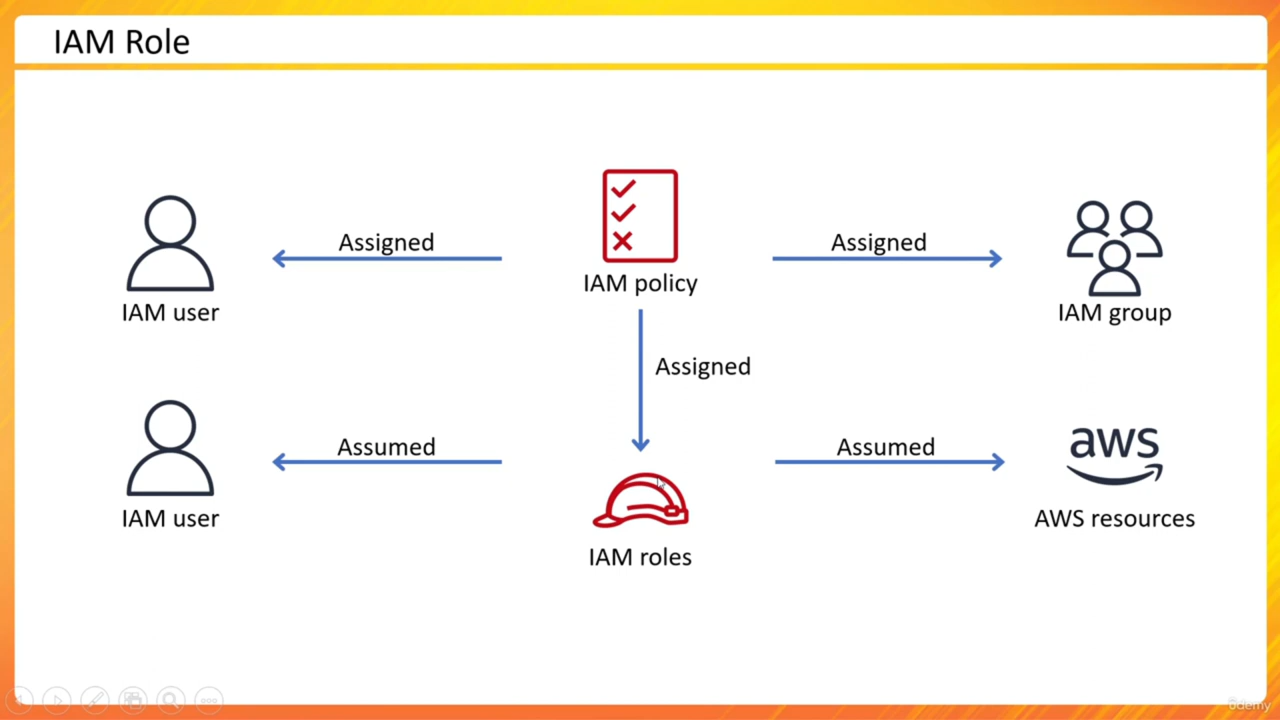 IAM Role
Assigned
Assigned
IAM policy
IAM user
IAM group
Assigned
Assumed
Assumed
aws
IAM user
AWS resources
IAM roles
ûdemy